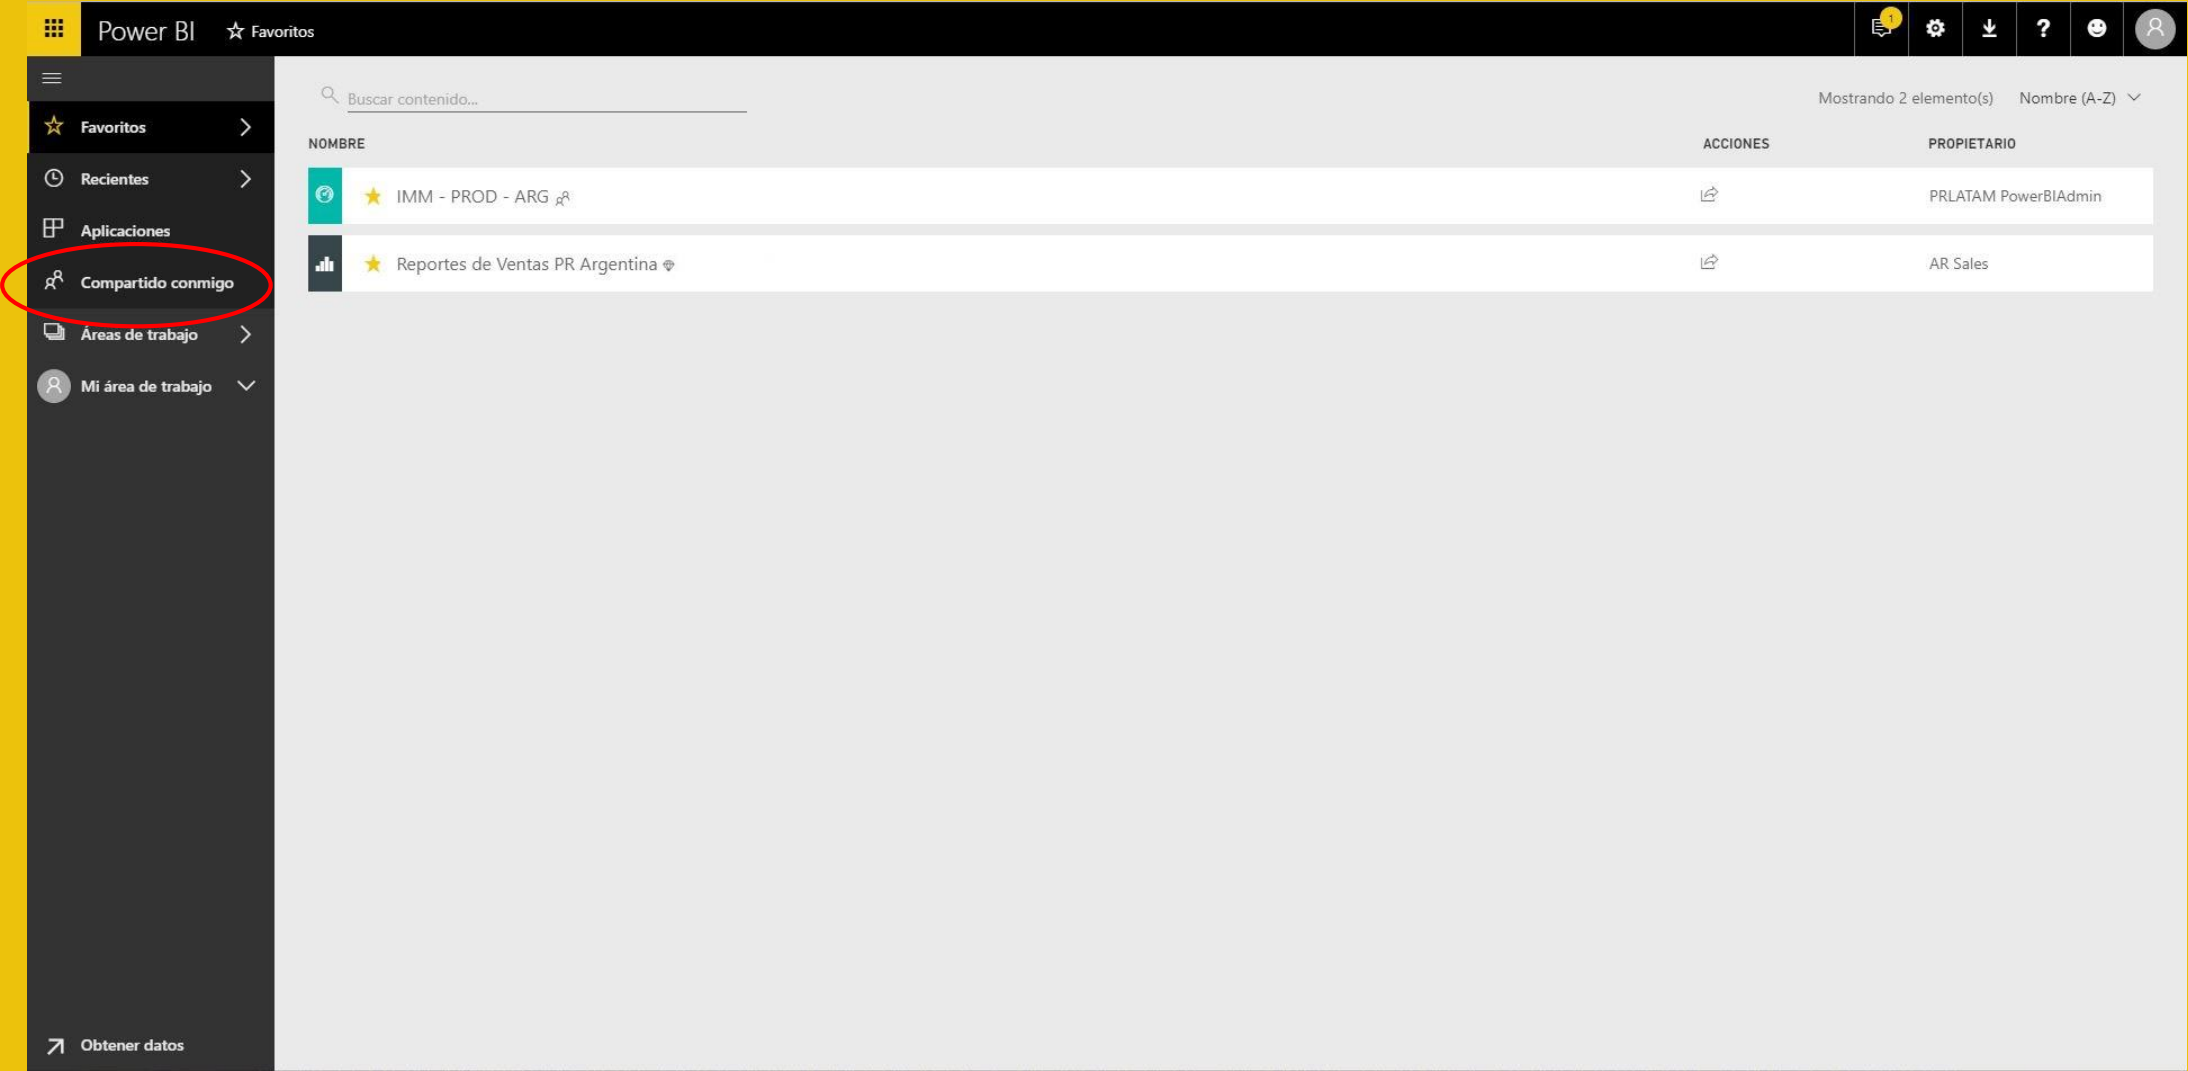 Power BI
Favoritos
1
?
Favoritos
Recientes
Aplicaciones
Compartido conmigo
Áreas de trabajo
Mi área de trabajo
Obtener datos
Buscar contenido...
Mostrando 2 elemento(s) Nombre (A-Z)
NOMBRE ACCIONES PROPIETARIO
IMM - PROD - ARG PRLATAM PowerBIAdmin
Reportes de Ventas PR Argentina AR Sales